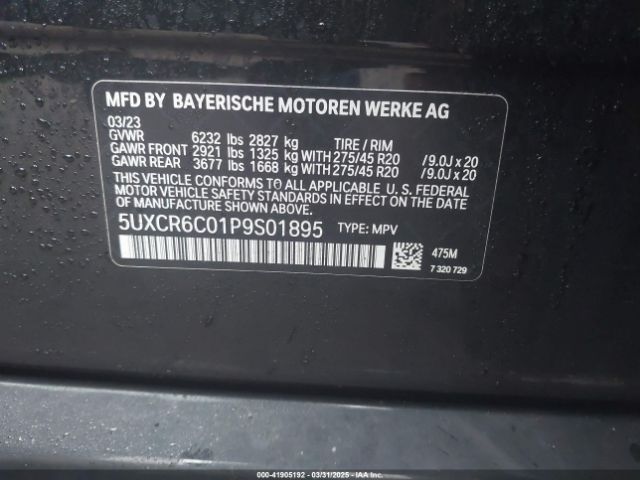 MFD BY BAYERISCHE MOTOREN WERKE AG
03/23
GVWR 6232 lbs 2827 kg TIRE / RIM
GAWR FRONT 2921 lbs 1325 kg WITH 275/45 R20 /9.0J x 20
GAWR REAR 3677 lbs 1668 kg WITH 275/45 R20 /9.0J x 20
THIS VEHICLE CONFORMS TO ALL APPLICABLE U. S. FEDERAL
MOTOR VEHICLE SAFETY STANDARDS IN EFFECT ON THE DATE
OF MANUFACTURE SHOWN ABOVE.
5UXCR6C01P9S01895 TYPE: MPV
475M
7 320 729
000-41905192 - 03/31/2025 - IAAI.COM